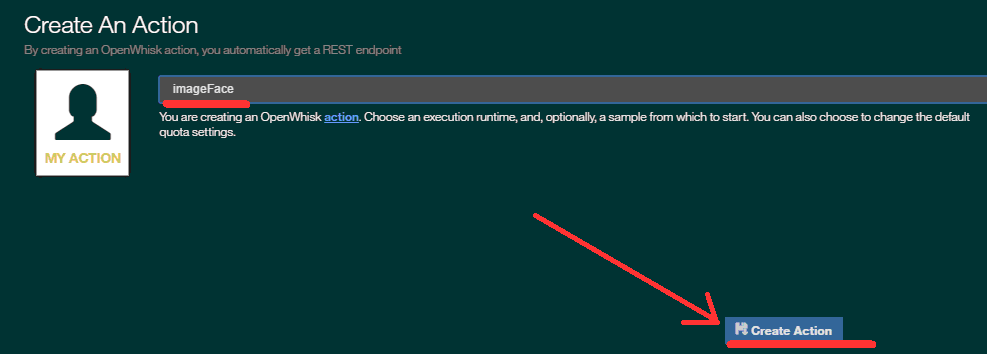 Create An Action
By creating an OpenWhisk action, you automatically get a REST endpoint
imageFace
You are creating an OpenWhisk action. Choose an execution runtime, and, optionally, a sample from which to start. You can also choose to change the default
quota settings.
MY ACTION
Create Action